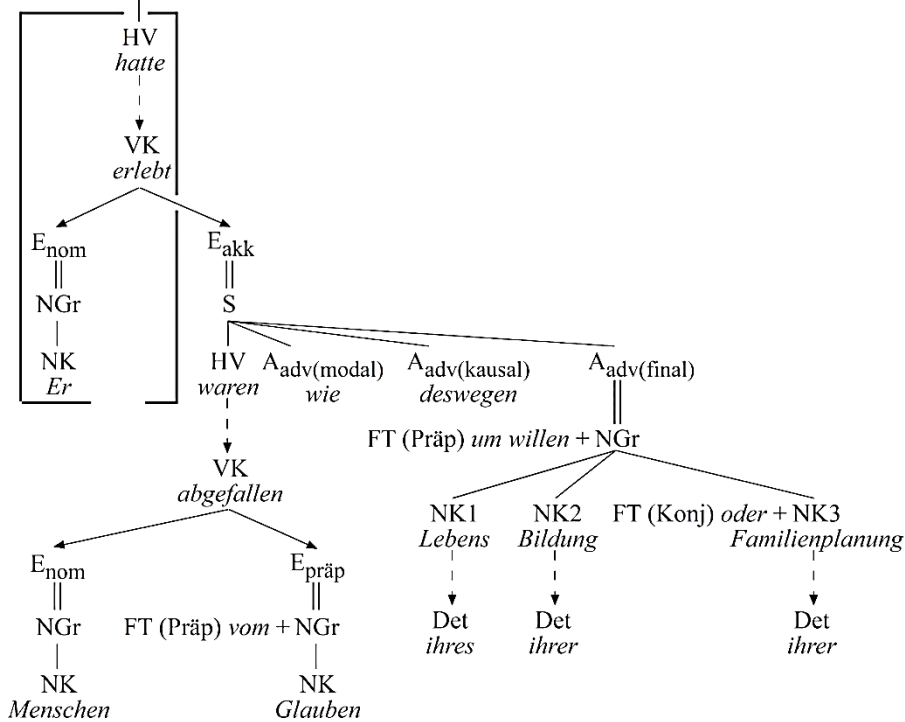 HV
hatte
VK
erlebt
Enom
Eakk
NGr
S
NK
Er
HV
waren
Aadv(modal)
wie
Aadv(kausal)
deswegen
Aadv(final)
FT (Präp) um willen + NGr
VK
abgefallen
NK1
Lebens
NK2
Bildung
FT (Konj) oder + NK3
Familienplanung
Enom
Epräp
Det
ihres
Det
ihrer
Det
ihrer
NGr
FT (Präp) vom + NGr
NK
Menschen
NK
Glauben